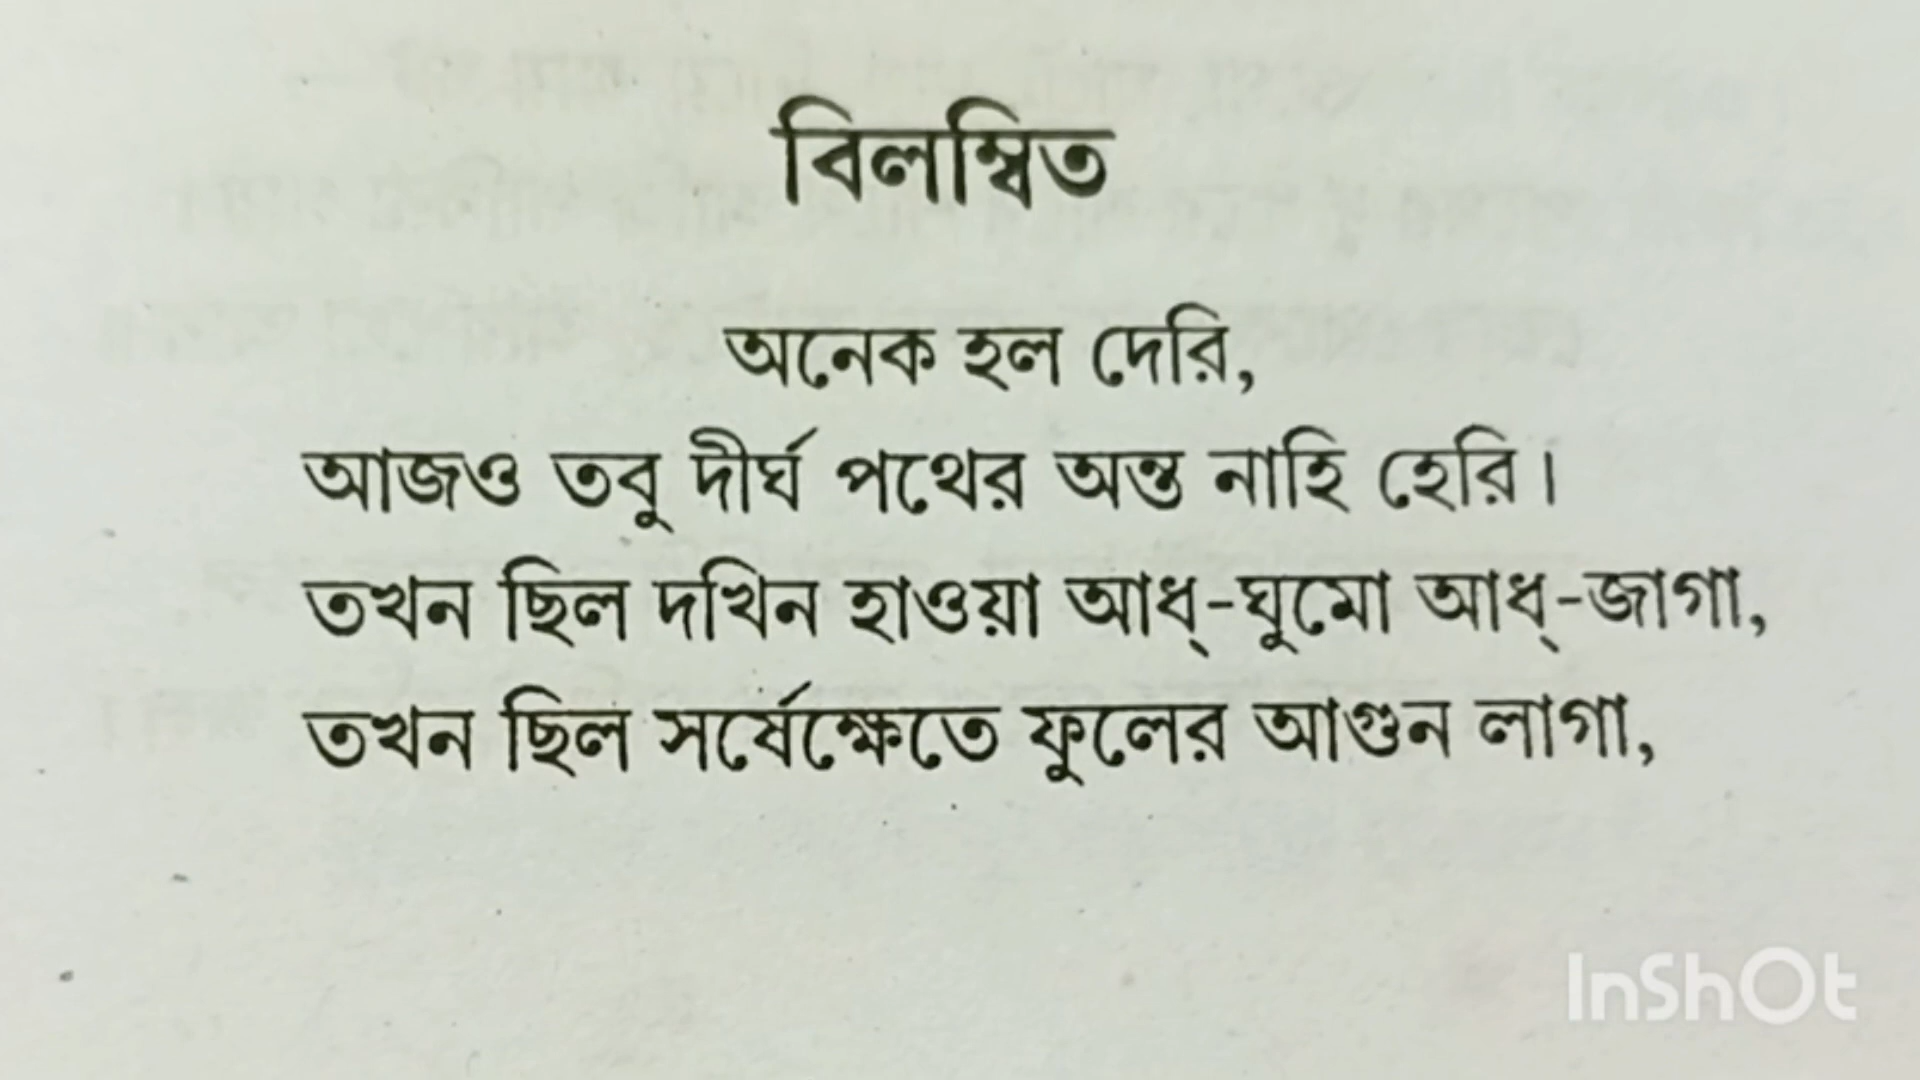 বিলম্বিত
অনেক হল দেরি,
আজও তবু দীর্ঘ পথের অন্ত নাহি হেরি।
তখন ছিল দখিন হাওয়া আধ্-ঘুমো আধ্-জাগা,
তখন ছিল সর্ষেক্ষেতে ফুলের আগুন লাগা,
InShOt